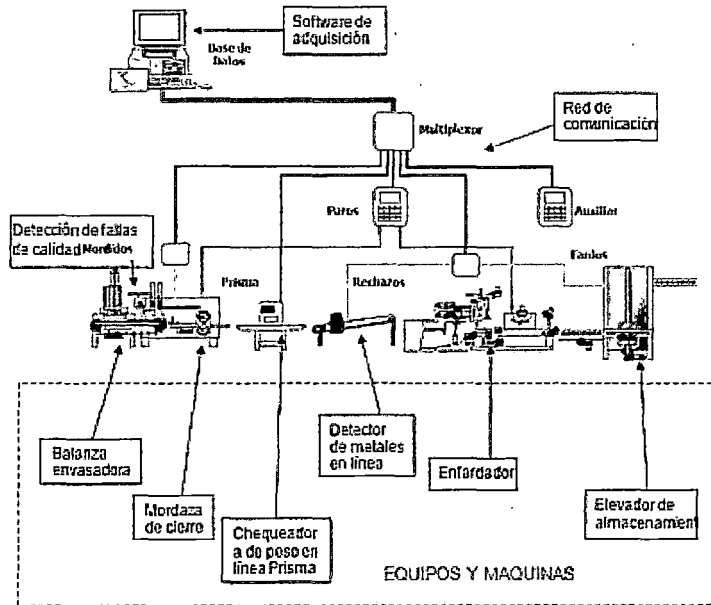 Software de
adquisición
Base de
Datos
Red de
comunicación
Multiplexor
Paros
Auxiliar
Detección de fallas
de calidad
Mordidos
Prisma
Rechazos
Fardos
Balanza
envasadora
Mordaza
de cierre
Chequeador
a de peso en
línea Prisma
Detector
de metales
en línea
Enfardador
Elevador de
almacenamient
EQUIPOS Y MAQUINAS